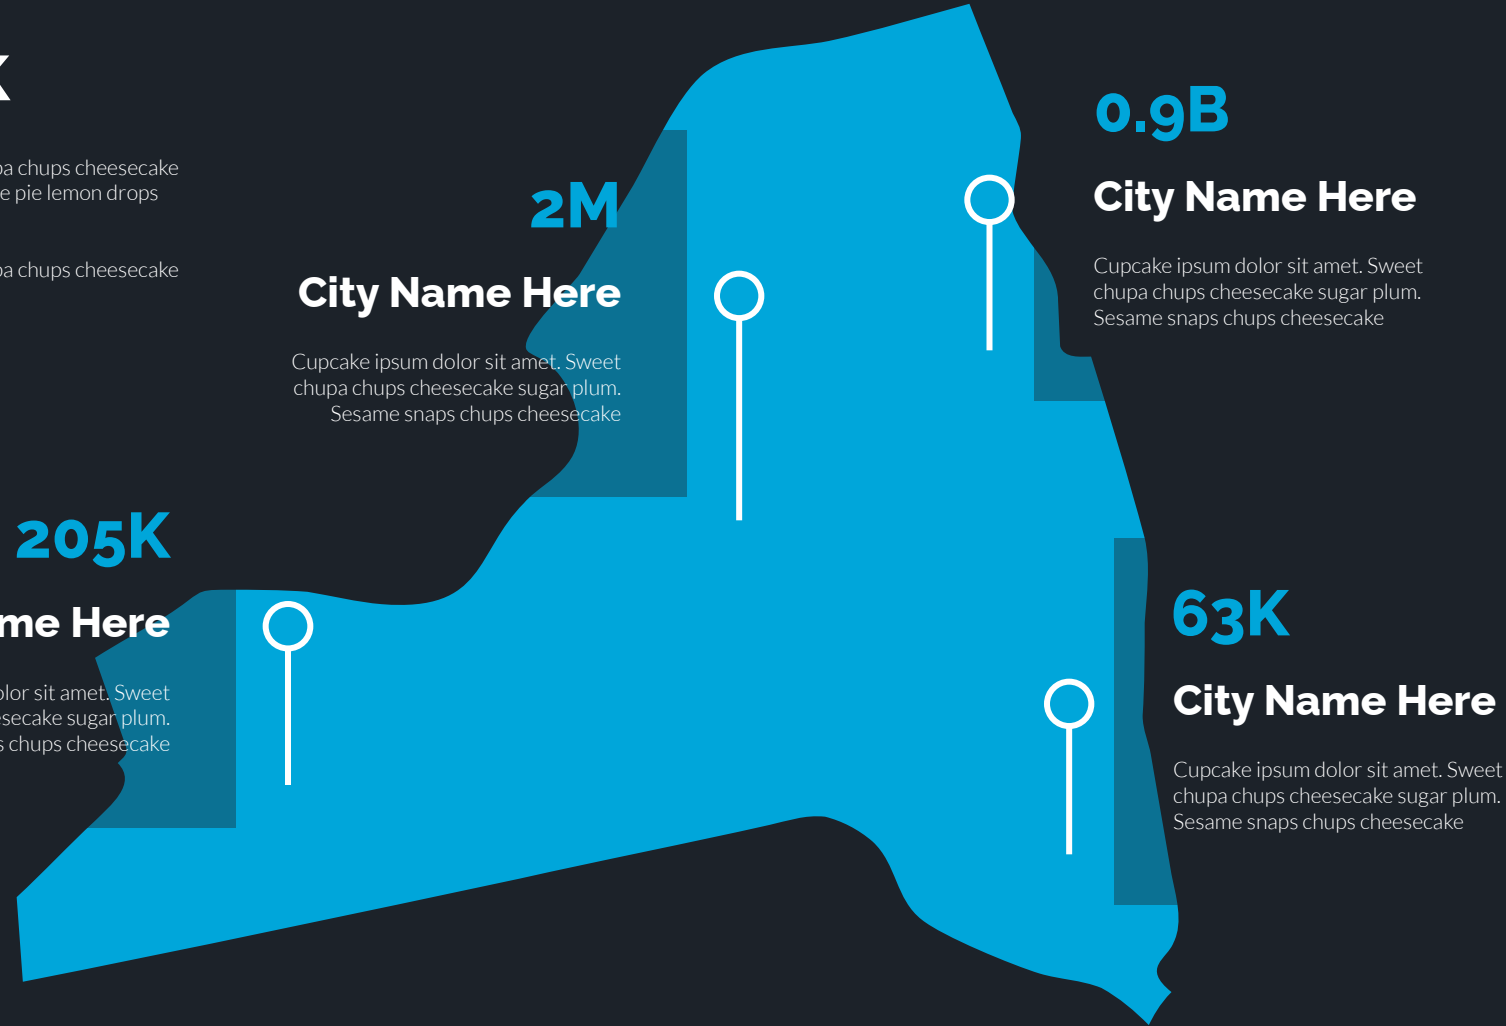 K
pa chups cheesecake
e pie lemon drops
pa chups cheesecake
2M
City Name Here
Cupcake ipsum dolor sit amet. Sweet
chupa chups cheesecake sugar plum.
Sesame snaps chups cheesecake
0.9B
City Name Here
Cupcake ipsum dolor sit amet. Sweet
chupa chups cheesecake sugar plum.
Sesame snaps chups cheesecake
205K
me Here
olor sit amet. Sweet
esecake sugar plum.
s chups cheesecake
63K
City Name Here
Cupcake ipsum dolor sit amet. Sweet
chupa chups cheesecake sugar plum.
Sesame snaps chups cheesecake